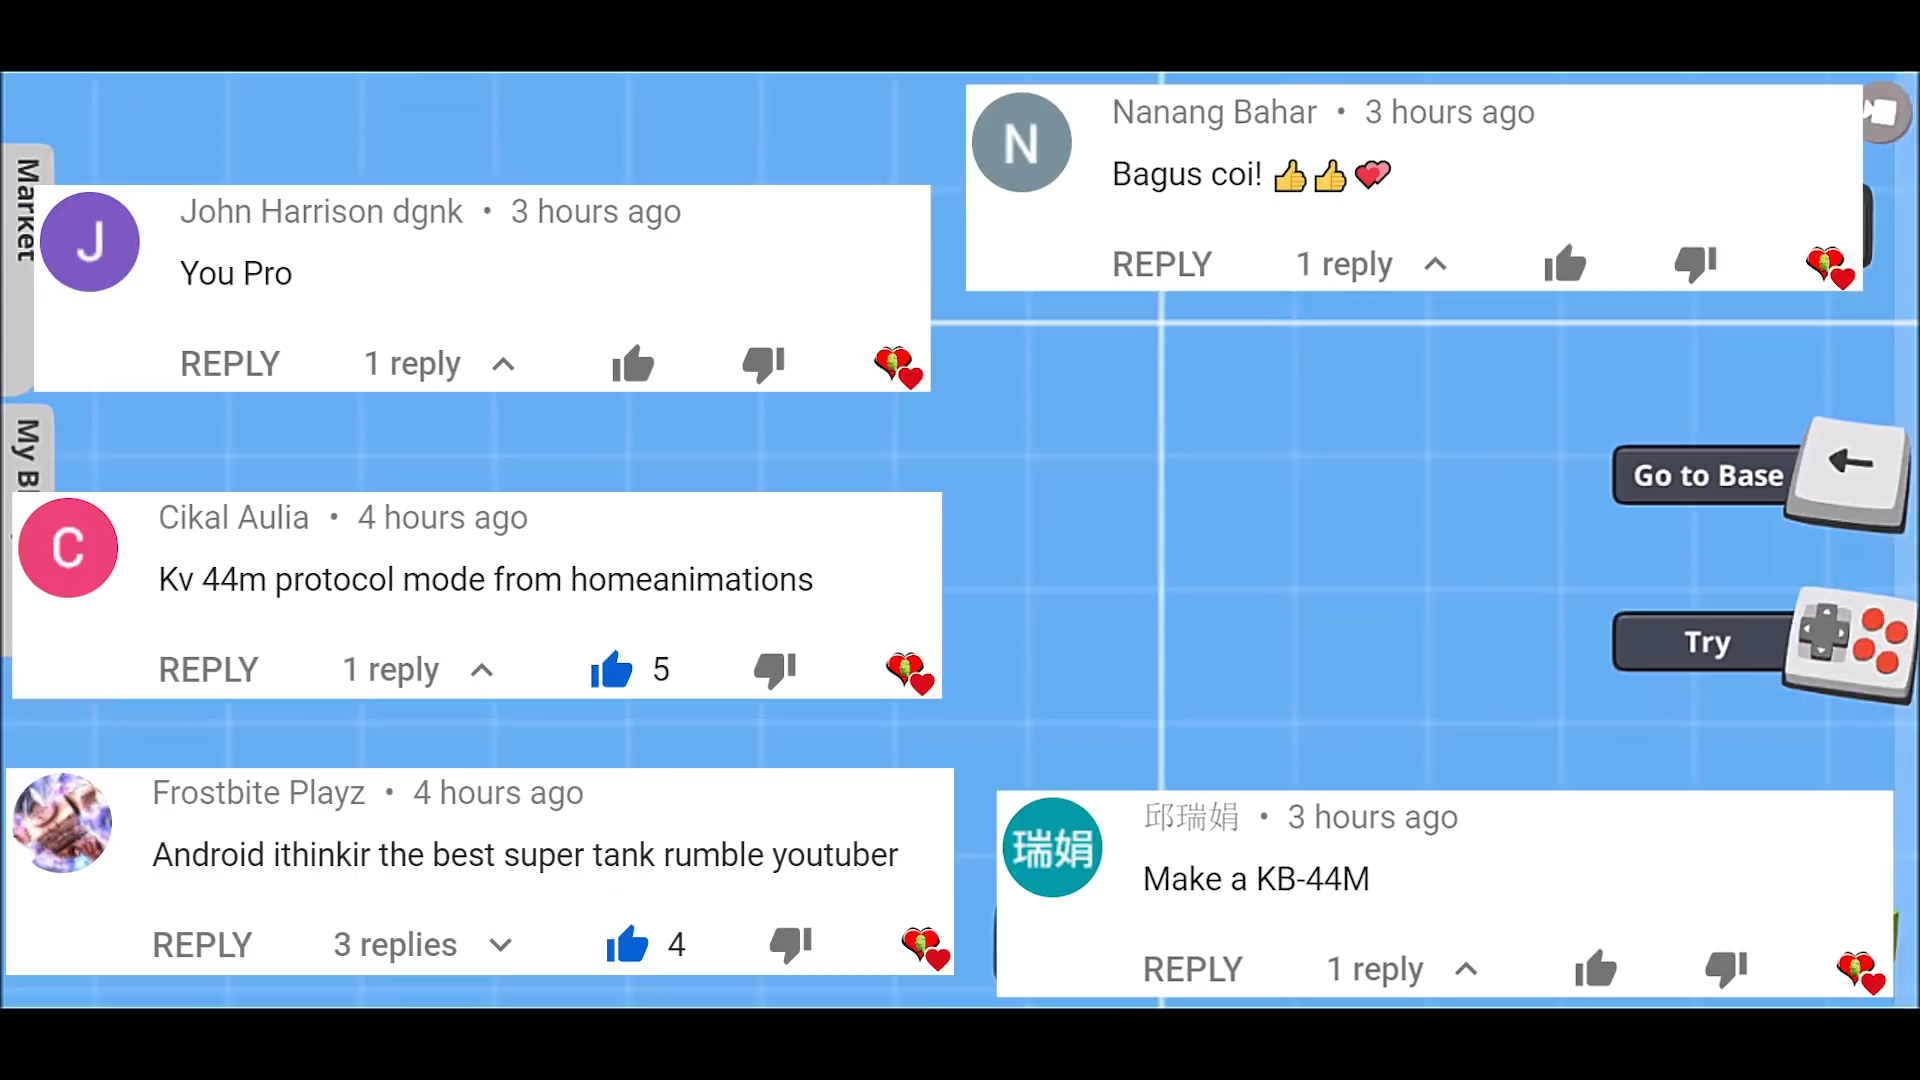 Market
My Bl
John Harrison dgnk • 3 hours ago
You Pro
REPLY 1 reply
Cikal Aulia • 4 hours ago
Kv 44m protocol mode from homeanimations
REPLY 1 reply 5
Frostbite Playz • 4 hours ago
Android ithinkir the best super tank rumble youtuber
REPLY 3 replies 4
Nanang Bahar • 3 hours ago
Bagus coi! 👍👍💕
REPLY 1 reply
Go to Base
Try
邱瑞娟 • 3 hours ago
Make a KB-44M
REPLY 1 reply
J
C
N
瑞娟